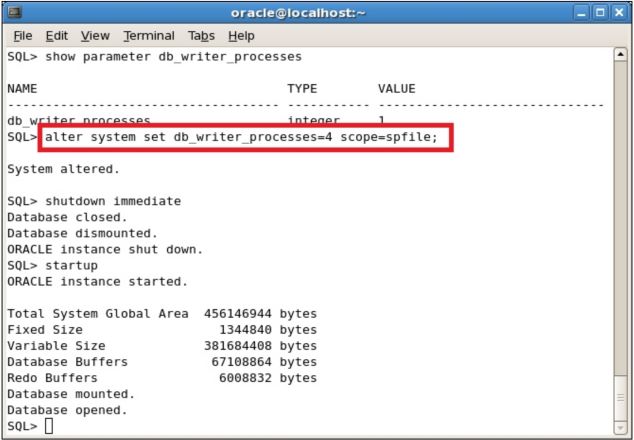 oracle@localhost:~
File Edit View Terminal Tabs Help
SQL> show parameter db_writer_processes
NAME                                 TYPE        VALUE
------------------------------------ ----------- ------------------------------
db_writer_processes                  integer     1
SQL> alter system set db_writer_processes=4 scope=spfile;
System altered.
SQL> shutdown immediate
Database closed.
Database dismounted.
ORACLE instance shut down.
SQL> startup
ORACLE instance started.
Total System Global Area  456146944 bytes
Fixed Size                  1344840 bytes
Variable Size             381684408 bytes
Database Buffers           67108864 bytes
Redo Buffers                6008832 bytes
Database mounted.
Database opened.
SQL>